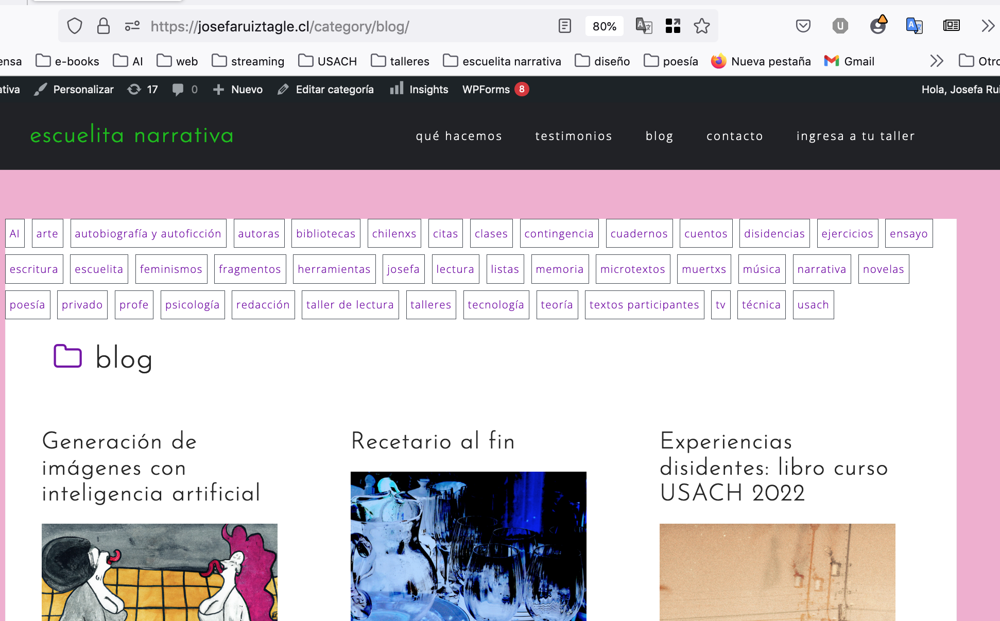 https://josefaruiztagle.cl/category/blog/ 80%
ensa e-books AI web streaming USACH talleres escuelita narrativa diseño poesía Nueva pestaña Gmail Otro
ativa Personalizar 17 0 Nuevo Editar categoría Insights WPForms 8 Hola, Josefa Rui
escuelita narrativa qué hacemos testimonios blog contacto ingresa a tu taller
AI arte autobiografía y autoficción autoras bibliotecas chilenxs citas clases contingencia cuadernos cuentos disidencias ejercicios ensayo
escritura escuelita feminismos fragmentos herramientas josefa lectura listas memoria microtextos muertxs música narrativa novelas
poesía privado profe psicología redacción taller de lectura talleres tecnología teoría textos participantes tv técnica usach
blog
Generación de
imágenes con
inteligencia artificial
Recetario al fin
Experiencias
disidentes: libro curso
USACH 2022